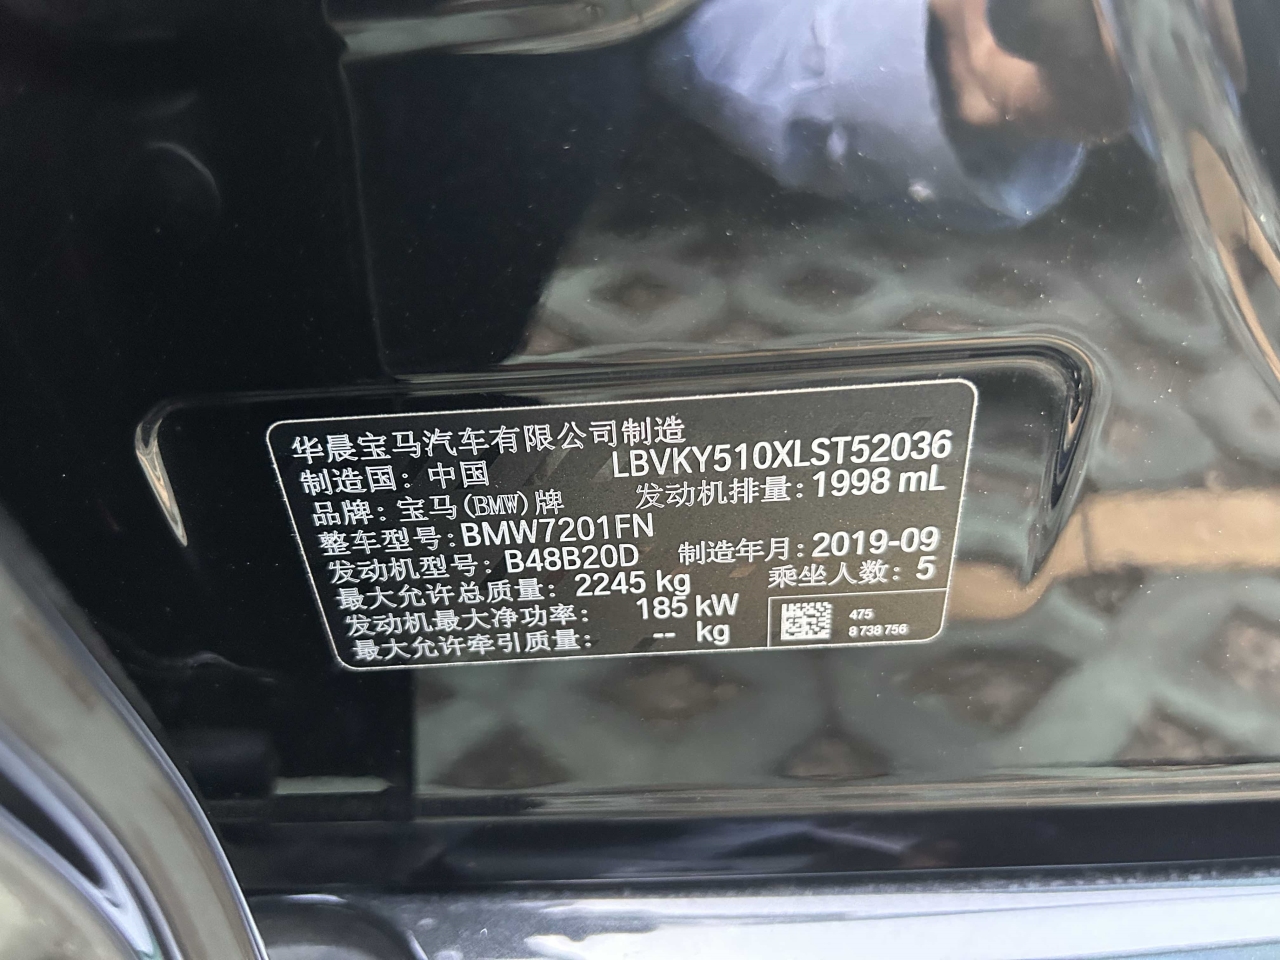 华晨宝马汽车有限公司制造
制造国: 中国 LBVKY510XLST52036
品牌: 宝马(BMW)牌 发动机排量: 1998 mL
整车型号: BMW7201FN
发动机型号: B48B20D 制造年月: 2019-09
最大允许总质量: 2245 kg 乘坐人数: 5
发动机最大净功率: 185 kW
最大允许牵引质量: -- kg
475
8 738 756